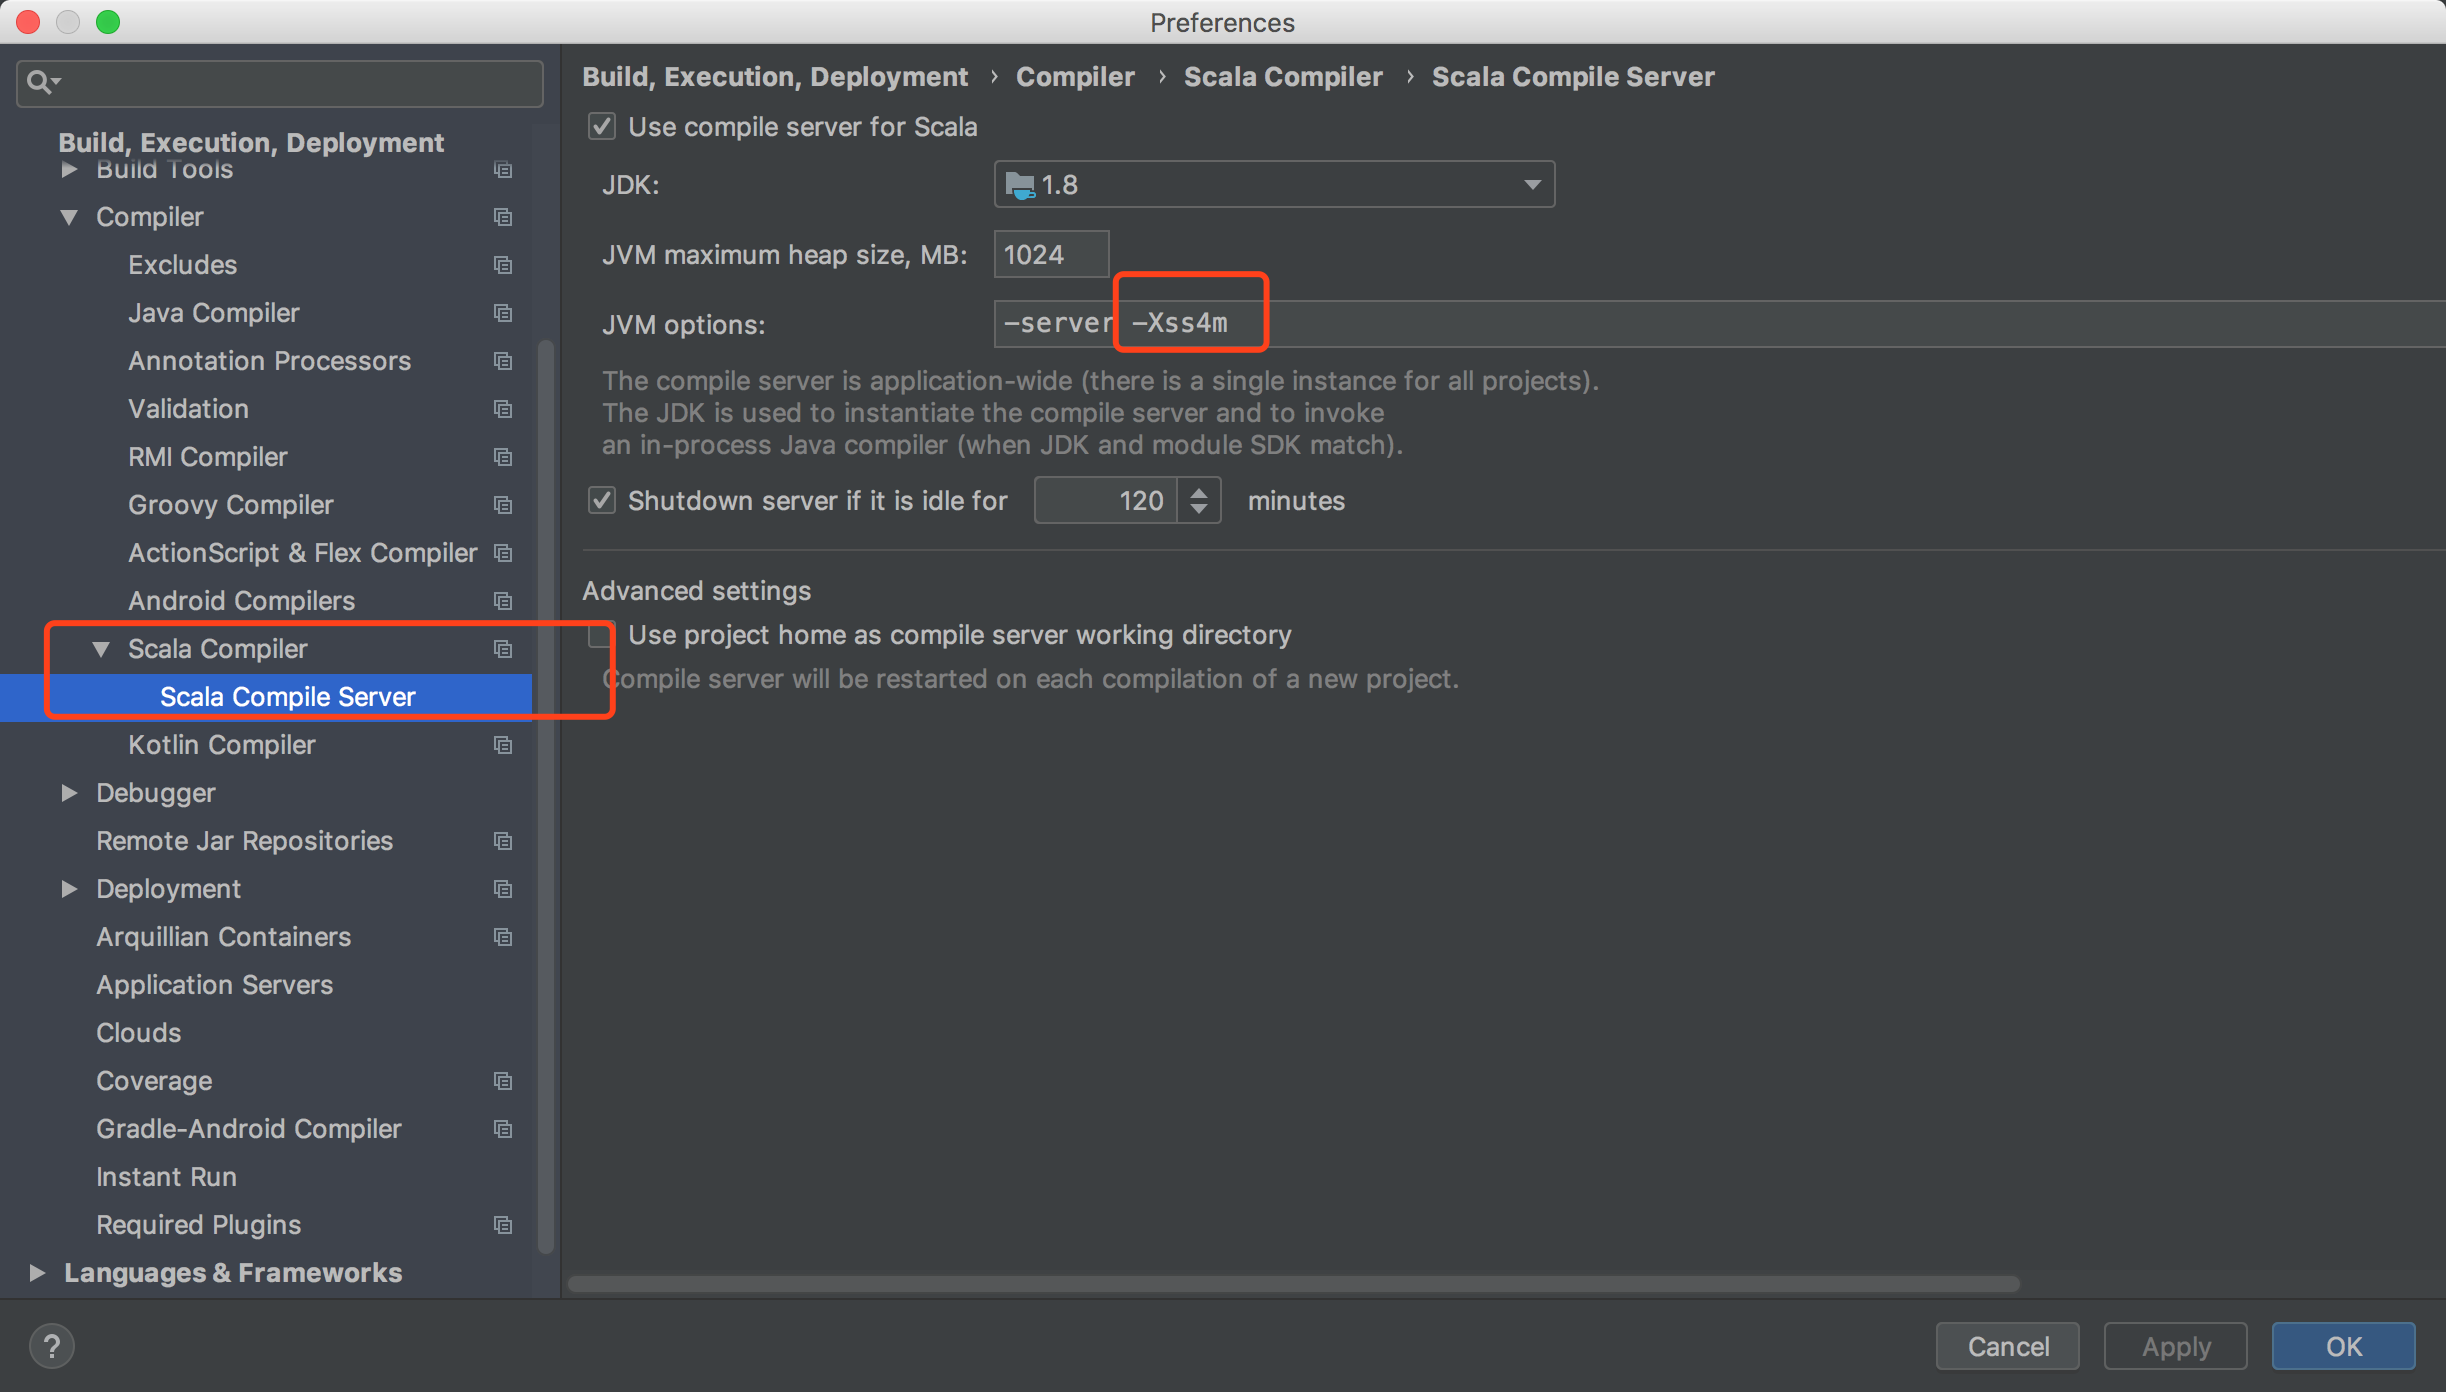 Preferences
Build, Execution, Deployment
Build Tools
Compiler
Excludes
Java Compiler
Annotation Processors
Validation
RMI Compiler
Groovy Compiler
ActionScript & Flex Compiler
Android Compilers
Scala Compiler
Scala Compile Server
Kotlin Compiler
Debugger
Remote Jar Repositories
Deployment
Arquillian Containers
Application Servers
Clouds
Coverage
Gradle-Android Compiler
Instant Run
Required Plugins
Languages & Frameworks
Build, Execution, Deployment › Compiler › Scala Compiler › Scala Compile Server
Use compile server for Scala
JDK: 1.8
JVM maximum heap size, MB: 1024
JVM options: -server -Xss4m
The compile server is application-wide (there is a single instance for all projects).
The JDK is used to instantiate the compile server and to invoke
an in-process Java compiler (when JDK and module SDK match).
Shutdown server if it is idle for 120 minutes
Advanced settings
Use project home as compile server working directory
Compile server will be restarted on each compilation of a new project.
? Cancel Apply OK